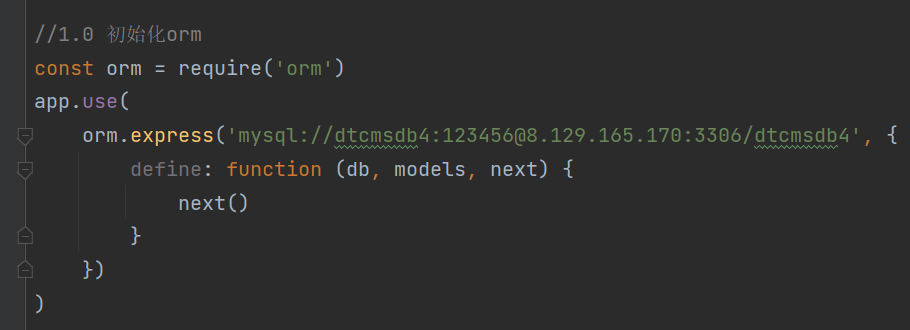 //1.0 初始化orm
const orm = require('orm')
app.use(
orm.express('mysql://dtcmsdb4:123456@8.129.165.170:3306/dtcmsdb4', {
define: function (db, models, next) {
next()
}
})
)